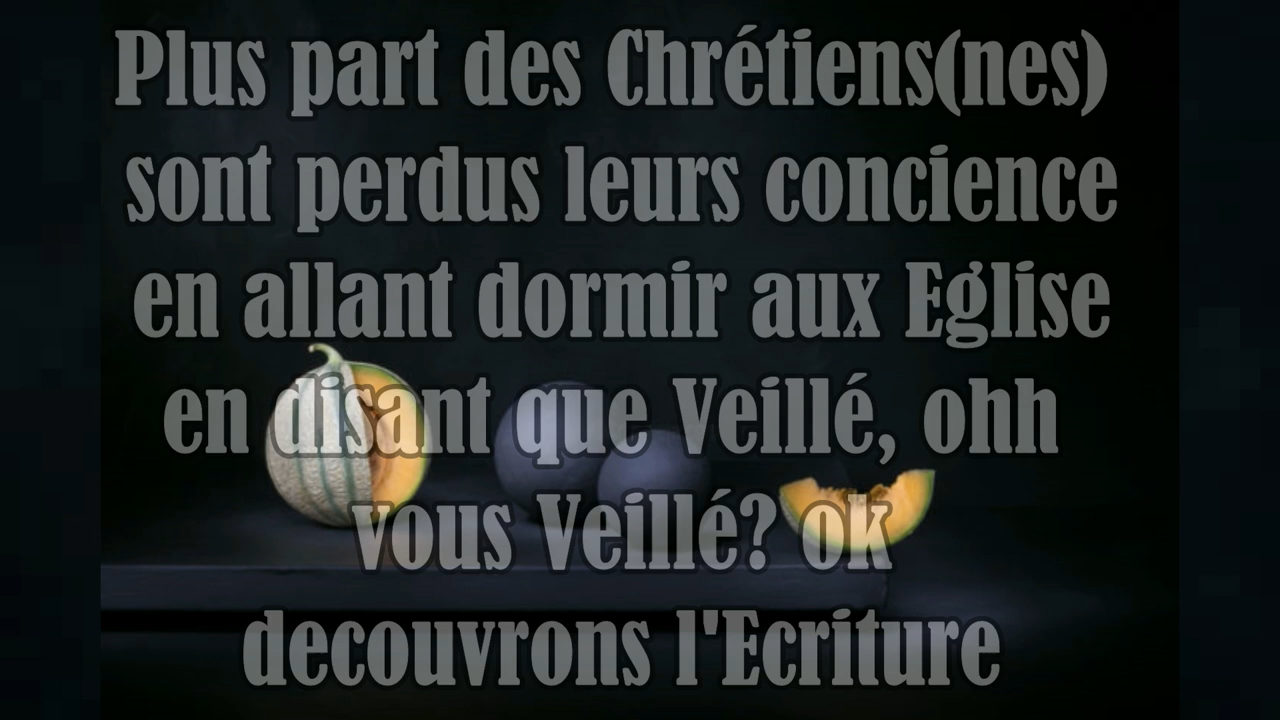 Plus part des Chrétiens(nes)
sont perdus leurs concience
en allant dormir aux Eglise
en disant que Veillé, ohh
vous Veillé? ok
decouvrons l'Ecriture